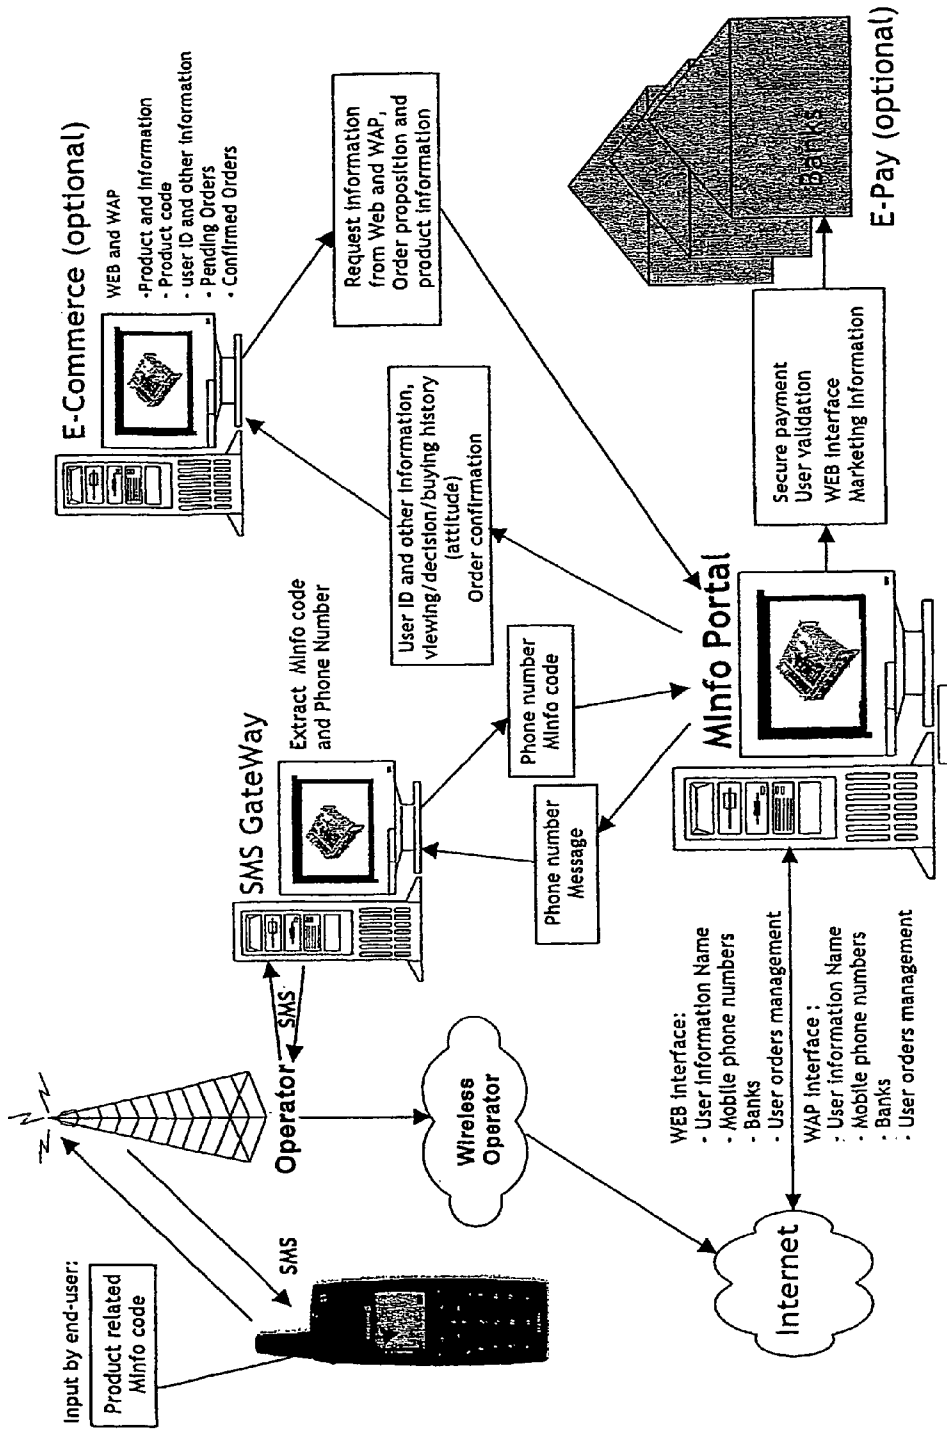 Input by end-user:
Product related
MInfo code
SMS
Operator
SMS
Wireless
Operator
Internet
SMS GateWay
Extract MInfo code
and Phone Number
Phone number
Message
Phone number
MInfo code
E-Commerce (optional)
WEB and WAP
-Product and Information
- Product code
- user ID and other information
- Pending Orders
- Confirmed Orders
User ID and other Information,
viewing/decision/buying history
(attitude)
Order confirmation
Request information
from Web and WAP,
Order proposition and
product information
MInfo Portal
WEB Interface:
- User Information Name
- Mobile phone numbers
- Banks
- User orders management
WAP Interface :
- User information Name
- Mobile phone numbers
- Banks
- User orders management
Secure payment
User validation
WEB Interface
Marketing Information
Banks
E-Pay (optional)